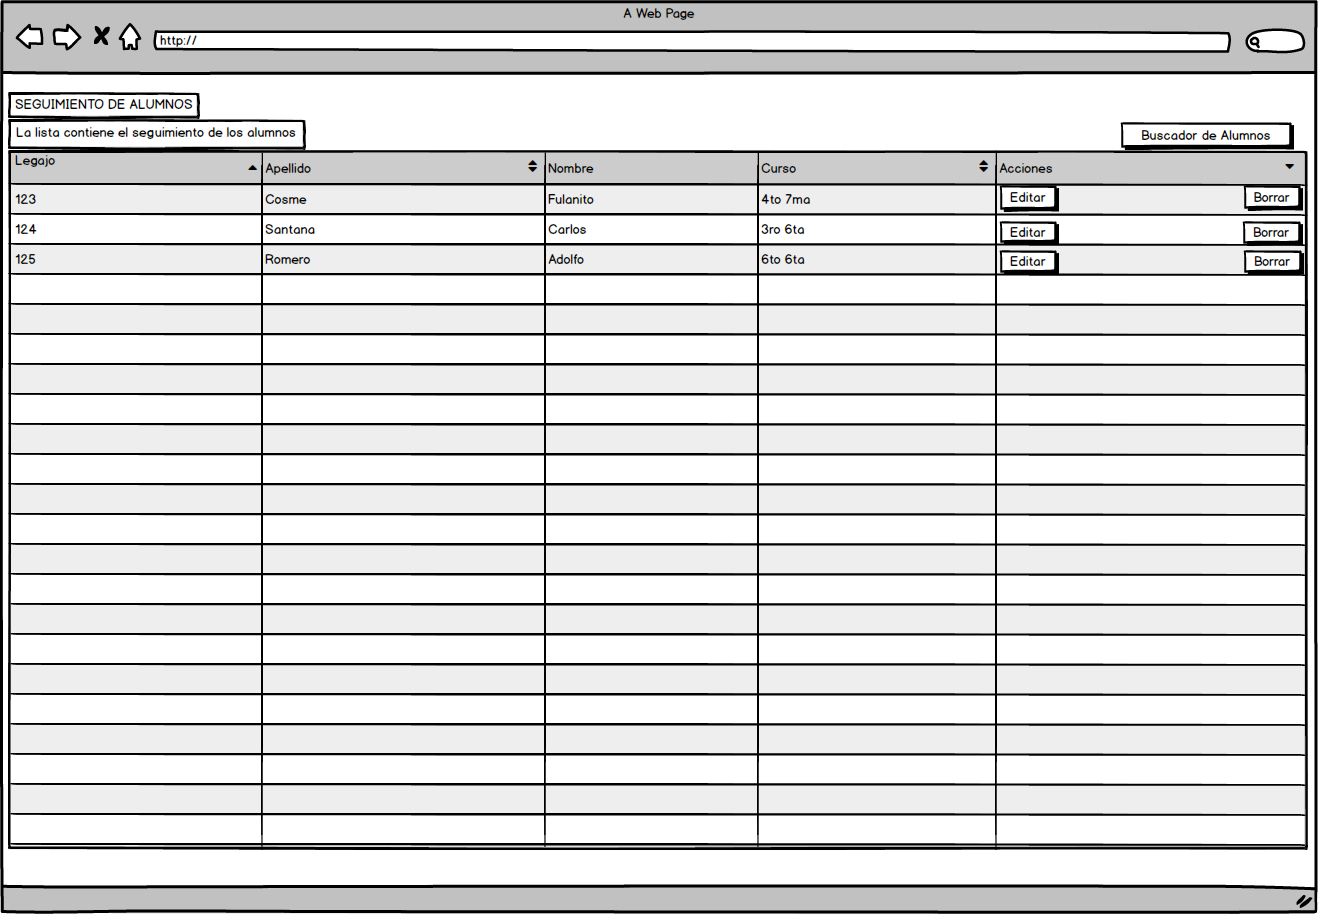 A Web Page
http://
SEGUIMIENTO DE ALUMNOS
La lista contiene el seguimiento de los alumnos
Buscador de Alumnos
Legajo Apellido Nombre Curso Acciones
123 Cosme Fulanito 4to 7ma Editar Borrar
124 Santana Carlos 3ro 6ta Editar Borrar
125 Romero Adolfo 6to 6ta Editar Borrar